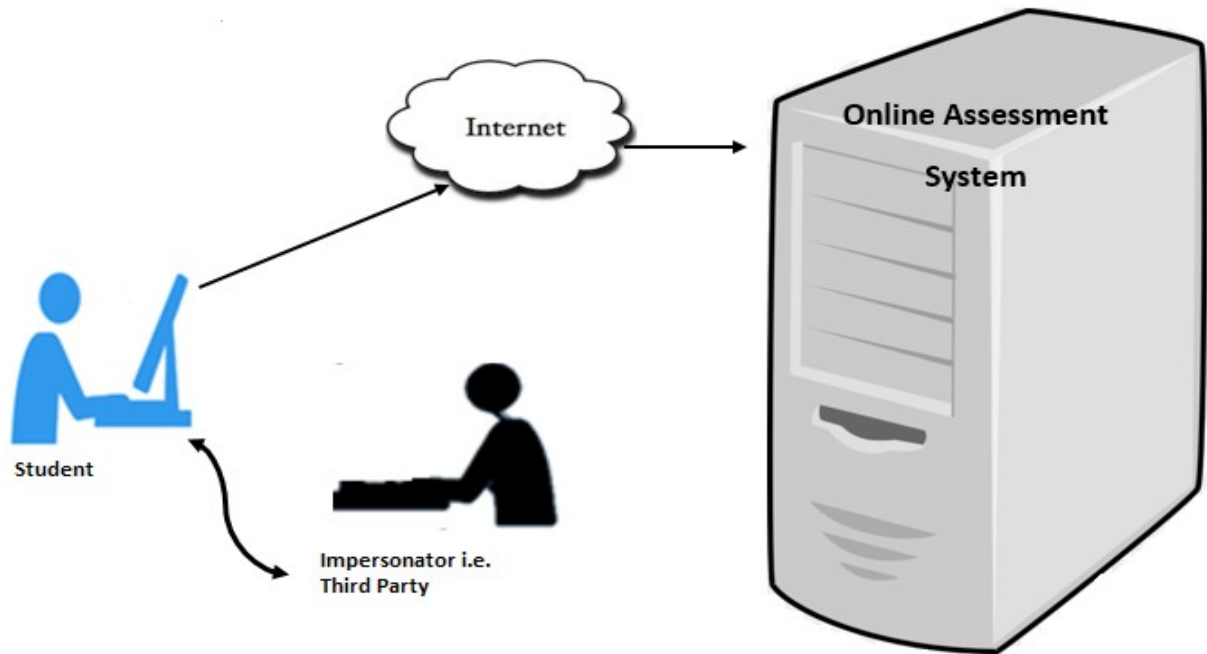 Internet
Online Assessment
System
Student
Impersonator i.e.
Third Party